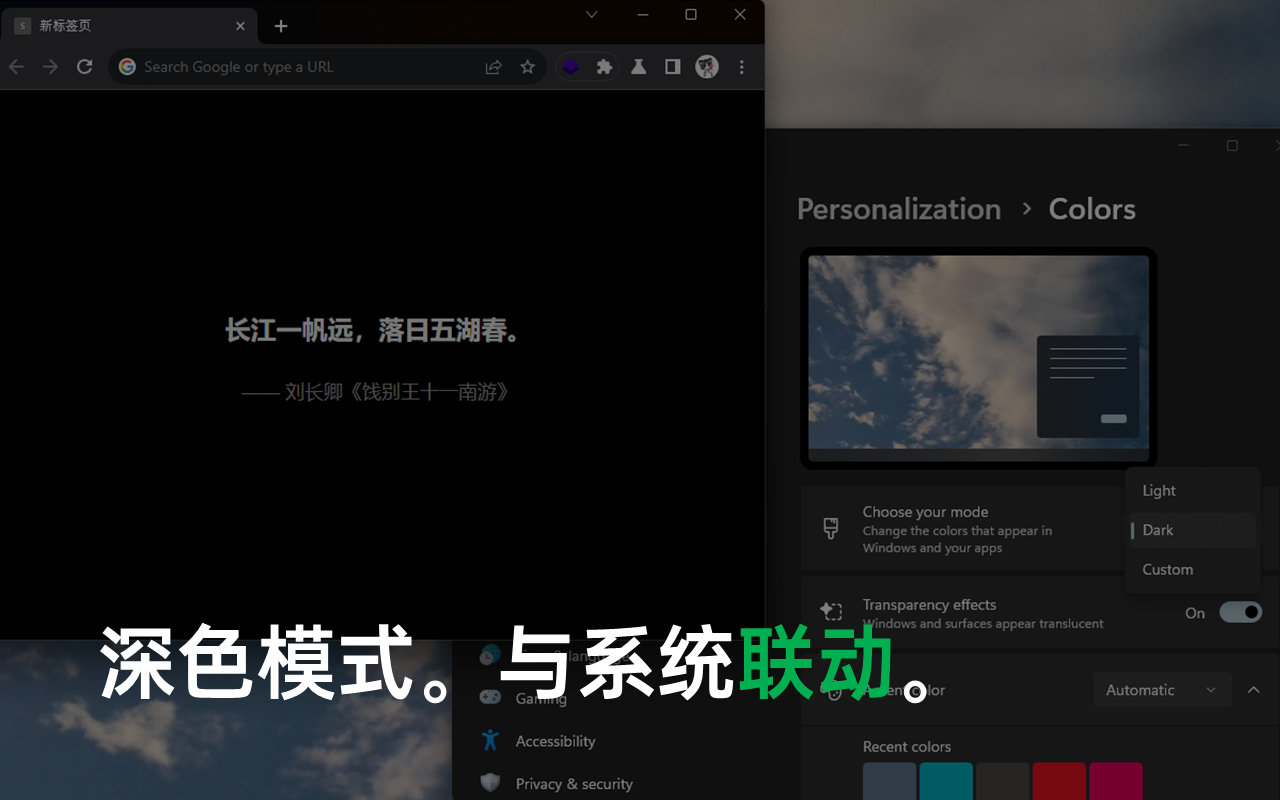 新标签页
Search Google or type a URL
长江一帆远，落日五湖春。
—— 刘长卿《饯别王十一南游》
Personalization > Colors
Choose your mode
Change the colors that appear in
Windows and your apps
Light
Dark
Custom
Transparency effects
Windows and surfaces appear translucent
On
深色模式。与系统联动。
color
Automatic
Gaming
Accessibility
Privacy & security
Recent colors